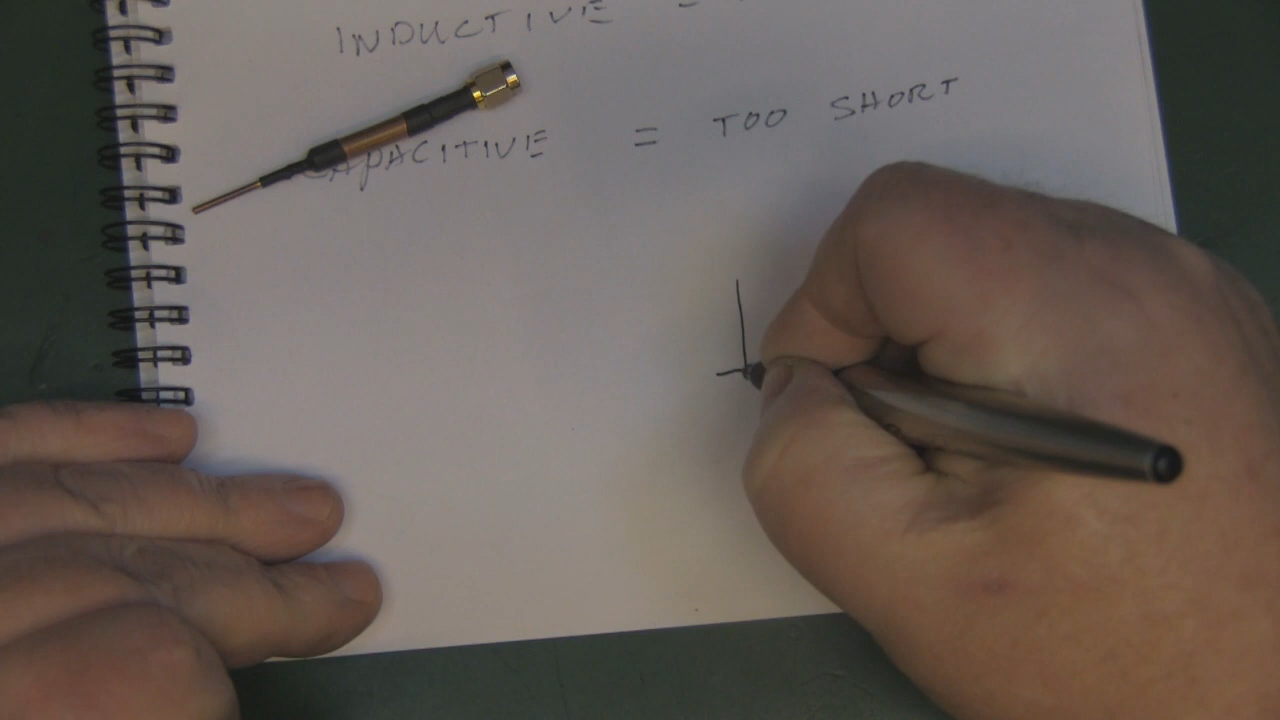 INDUCTIVE =
CAPACITIVE = TOO SHORT